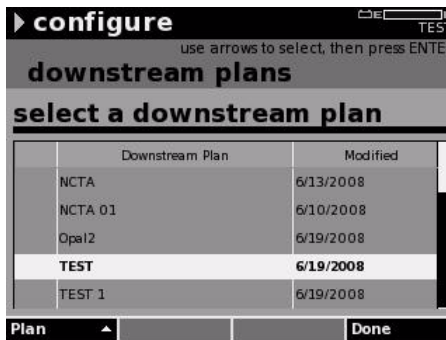 configure
E
TES
use arrows to select, then press ENTE
downstream plans
select a downstream plan
Downstream Plan Modified
NCTA 6/13/2008
NCTA 01 6/10/2008
Opal2 6/19/2008
TEST 6/19/2008
TEST 1 6/19/2008
Plan Done